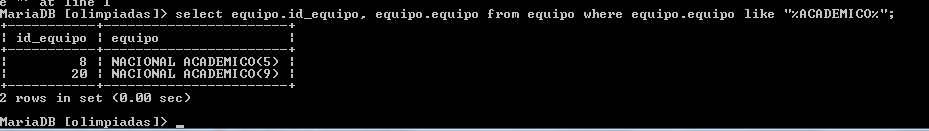 e '' at line 1
MariaDB [olimpiadas]> select equipo.id_equipo, equipo.equipo from equipo where equipo.equipo like "%ACADEMICO%";
+-----------+-----------------------+
| id_equipo | equipo                |
+-----------+-----------------------+
|         8 | NACIONAL ACADEMICO(5) |
|        20 | NACIONAL ACADEMICO(9) |
+-----------+-----------------------+
2 rows in set (0.00 sec)
MariaDB [olimpiadas]> _